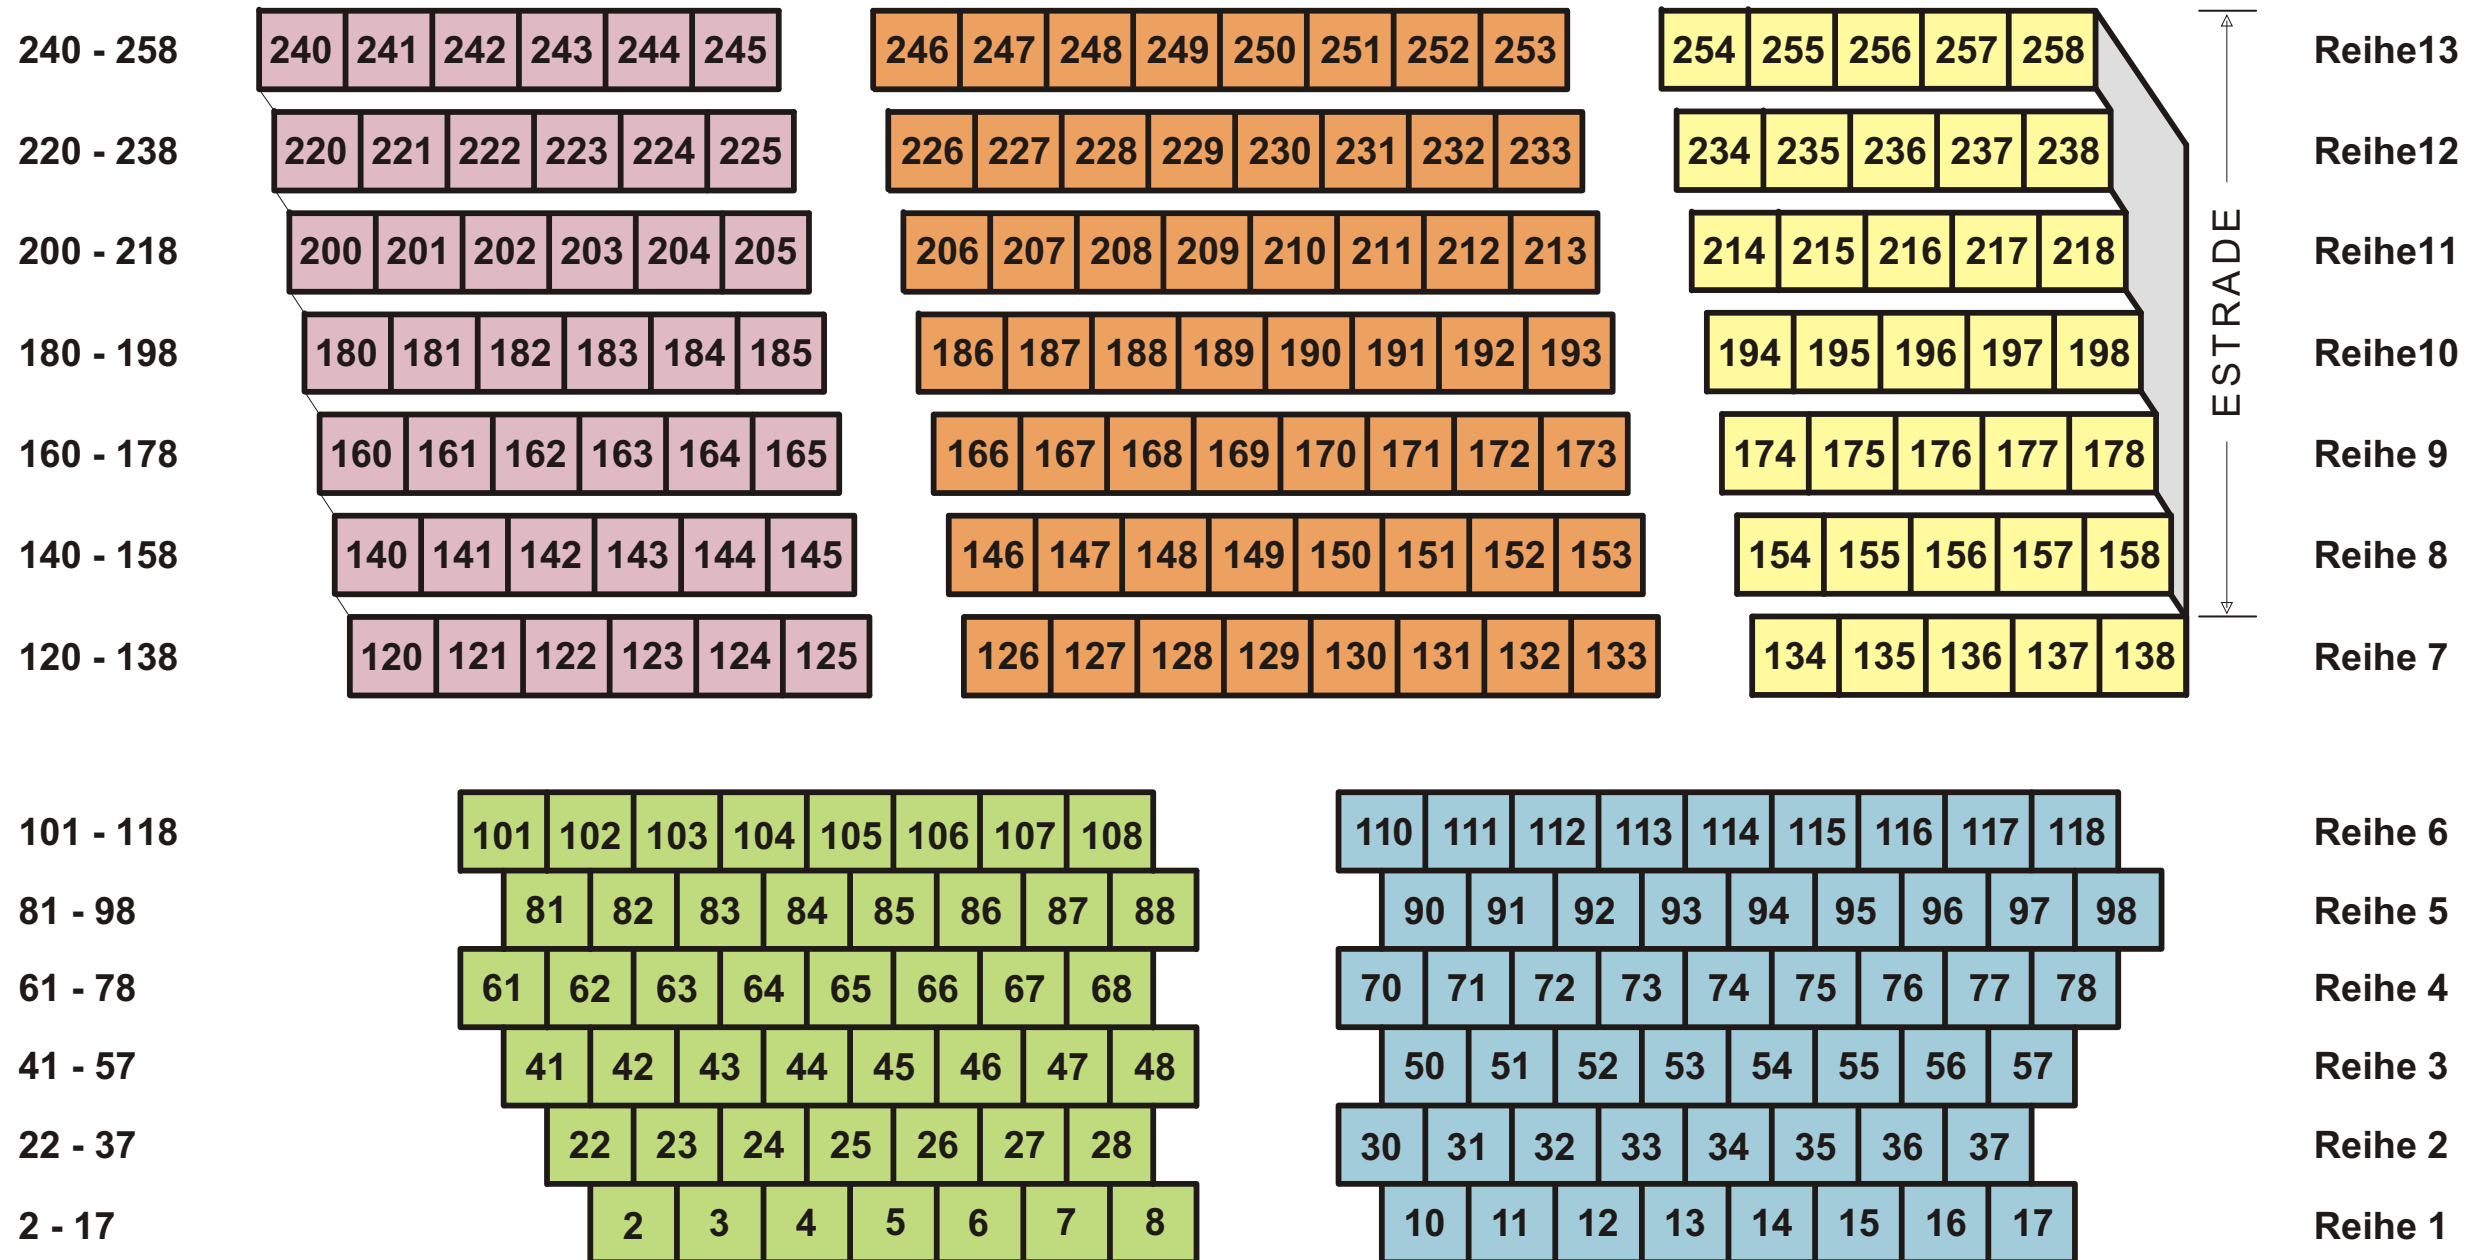 240 - 258 240 241 242 243 244 245 246 247 248 249 250 251 252 253 254 255 256 257 258 Reihe13
220 - 238 220 221 222 223 224 225 226 227 228 229 230 231 232 233 234 235 236 237 238 Reihe12
200 - 218 200 201 202 203 204 205 206 207 208 209 210 211 212 213 214 215 216 217 218 Reihe11
ESTRADE
180 - 198 180 181 182 183 184 185 186 187 188 189 190 191 192 193 194 195 196 197 198 Reihe10
160 - 178 160 161 162 163 164 165 166 167 168 169 170 171 172 173 174 175 176 177 178 Reihe 9
140 - 158 140 141 142 143 144 145 146 147 148 149 150 151 152 153 154 155 156 157 158 Reihe 8
120 - 138 120 121 122 123 124 125 126 127 128 129 130 131 132 133 134 135 136 137 138 Reihe 7
101 - 118 101 102 103 104 105 106 107 108 110 111 112 113 114 115 116 117 118 Reihe 6
81 - 98 81 82 83 84 85 86 87 88 90 91 92 93 94 95 96 97 98 Reihe 5
61 - 78 61 62 63 64 65 66 67 68 70 71 72 73 74 75 76 77 78 Reihe 4
41 - 57 41 42 43 44 45 46 47 48 50 51 52 53 54 55 56 57 Reihe 3
22 - 37 22 23 24 25 26 27 28 30 31 32 33 34 35 36 37 Reihe 2
2 - 17 2 3 4 5 6 7 8 10 11 12 13 14 15 16 17 Reihe 1